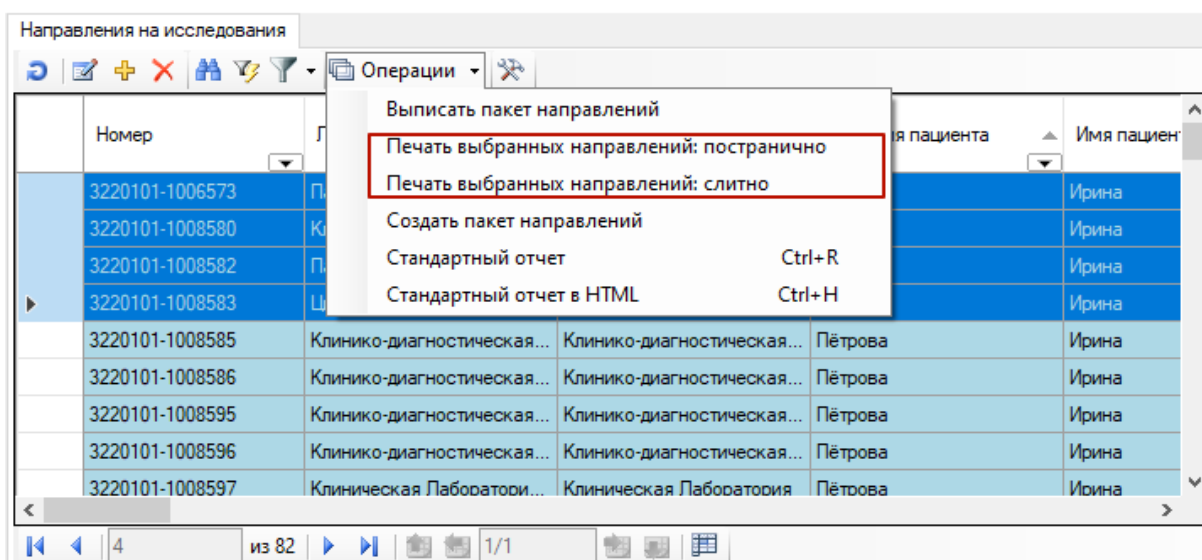 Направления на исследования
Операции
Выписать пакет направлений
Печать выбранных направлений: постранично
Печать выбранных направлений: слитно
Создать пакет направлений
Стандартный отчет Ctrl+R
Стандартный отчет в HTML Ctrl+H
Номер пациента Имя пациент
3220101-1006573 Ирина
3220101-1008580 Ирина
3220101-1008582 Ирина
3220101-1008583 Ирина
3220101-1008585 Клинико-диагностическая... Клинико-диагностическая... Пётрова Ирина
3220101-1008586 Клинико-диагностическая... Клинико-диагностическая... Пётрова Ирина
3220101-1008595 Клинико-диагностическая... Клинико-диагностическая... Пётрова Ирина
3220101-1008596 Клинико-диагностическая... Клинико-диагностическая... Пётрова Ирина
3220101-1008597 Клиническая Лаборатори... Клиническая Лаборатория Пётрова Ирина
4 из 82 1/1